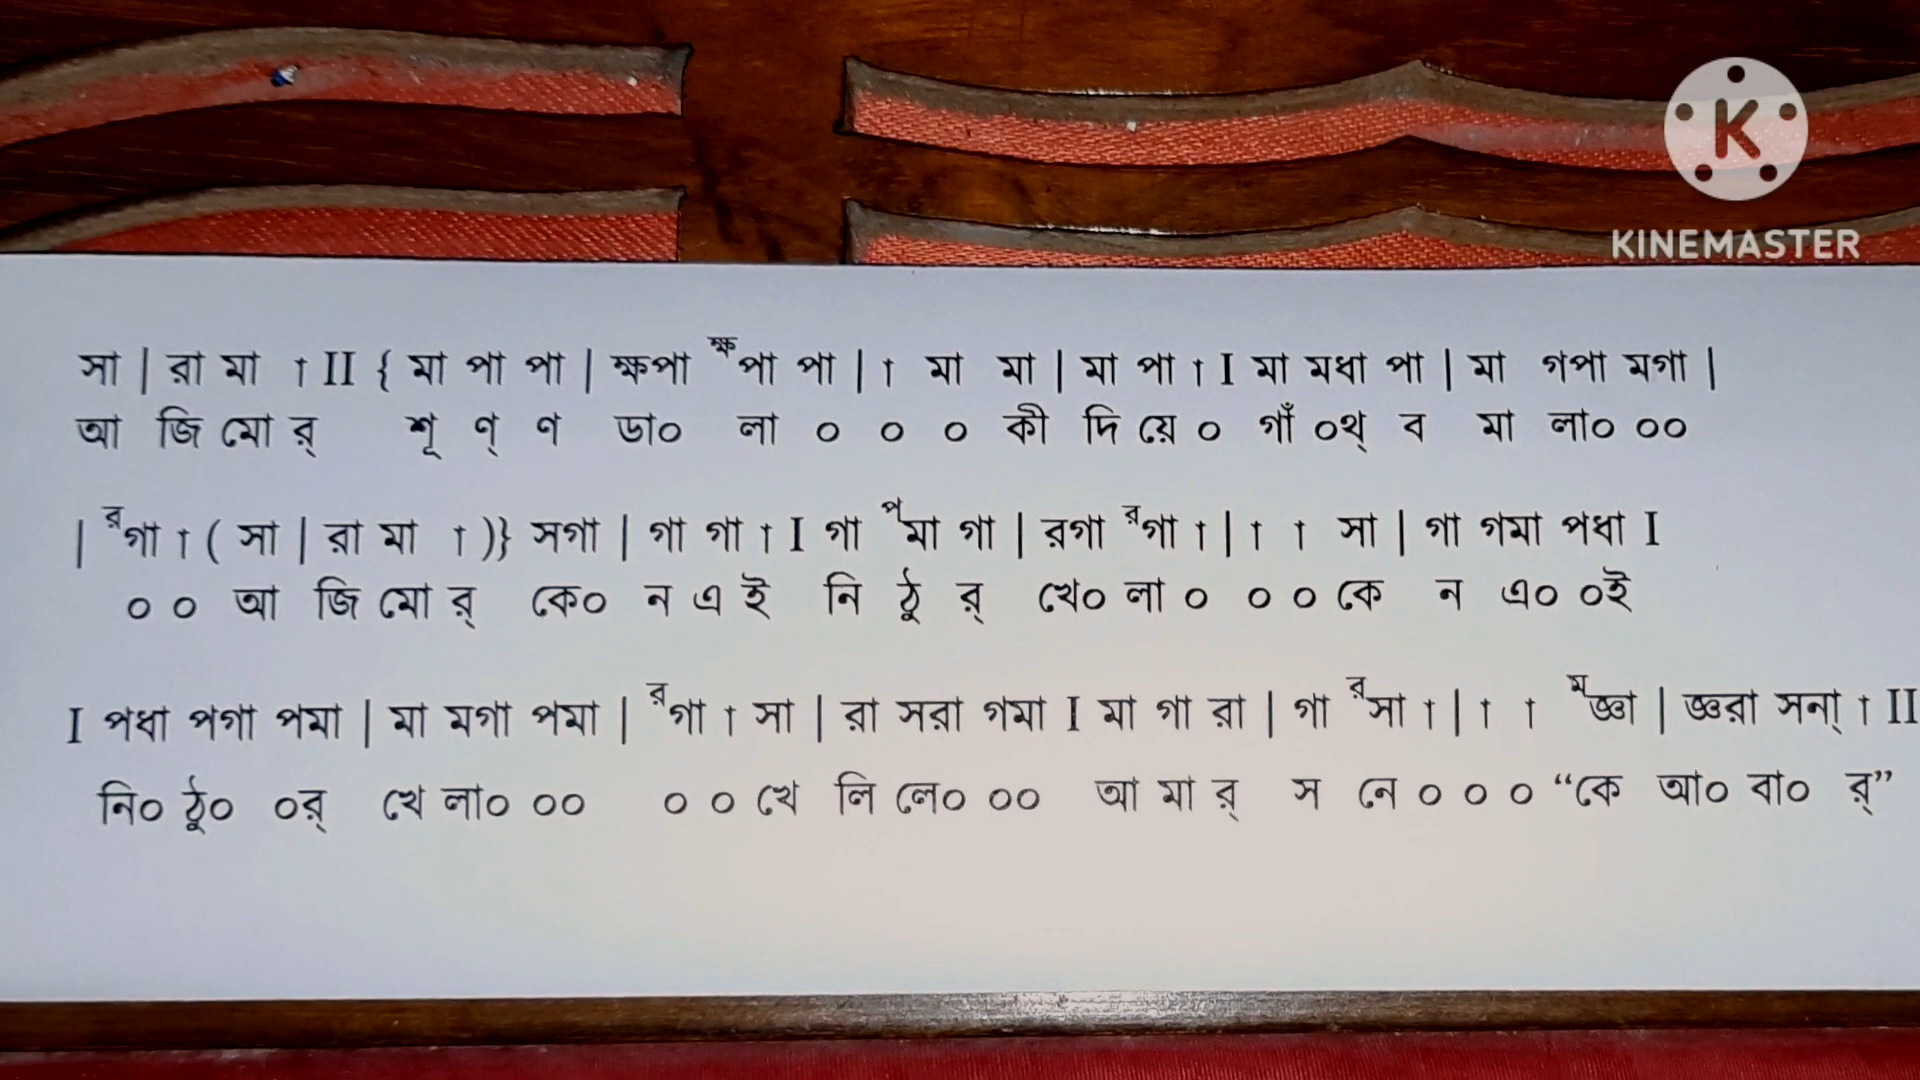 K
KINEMASTER
সা | রা মা ɿ II { মা পা পা | ক্ষপা ক্ষপা পা | ɿ মা মা | মা পা ɿ I মা মধা পা | মা গপা মগা |
আ জি মো র্ শূ ণ্ ণ ডা০ লা ০ ০ ০ কী দি য়ে ০ গাঁ ০থ্ ব মা লা০ ০০
| রগা ɿ ( সা | রা মা ɿ )} সগা | গা গা ɿ I গা পমা গা | রগা রগা ɿ | ɿ ɿ সা | গা গমা পধা I
০ ০ আ জি মো র্ কে০ ন এ ই নি ঠু র্ খে০ লা ০ ০ ০ কে ন এ০ ০ই
I পধা পগা পমা | মা মগা পমা | রগা ɿ সা | রা সরা গমা I মা গা রা | গা রসা ɿ | ɿ ɿ মজ্ঞা | জ্ঞরা সনা্ ɿ II
নি০ ঠু০ ০র্ খে লা০ ০০ ০ ০ খে লি লে০ ০০ আ মা র্ স নে ০ ০ ০ “কে আ০ বা০ র্”